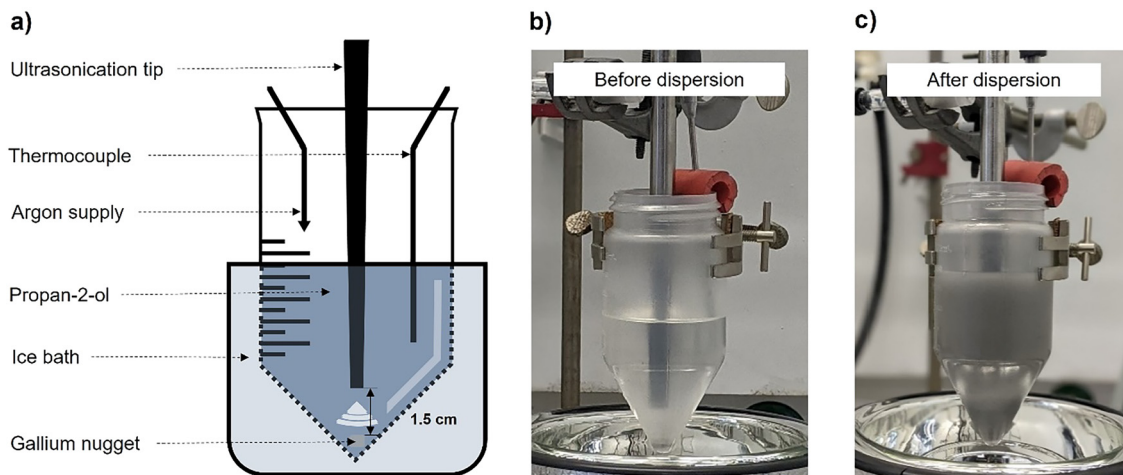 a)
Ultrasonication tip
Thermocouple
Argon supply
Propan-2-ol
Ice bath
Gallium nugget
1.5 cm
b)
Before dispersion
c)
After dispersion